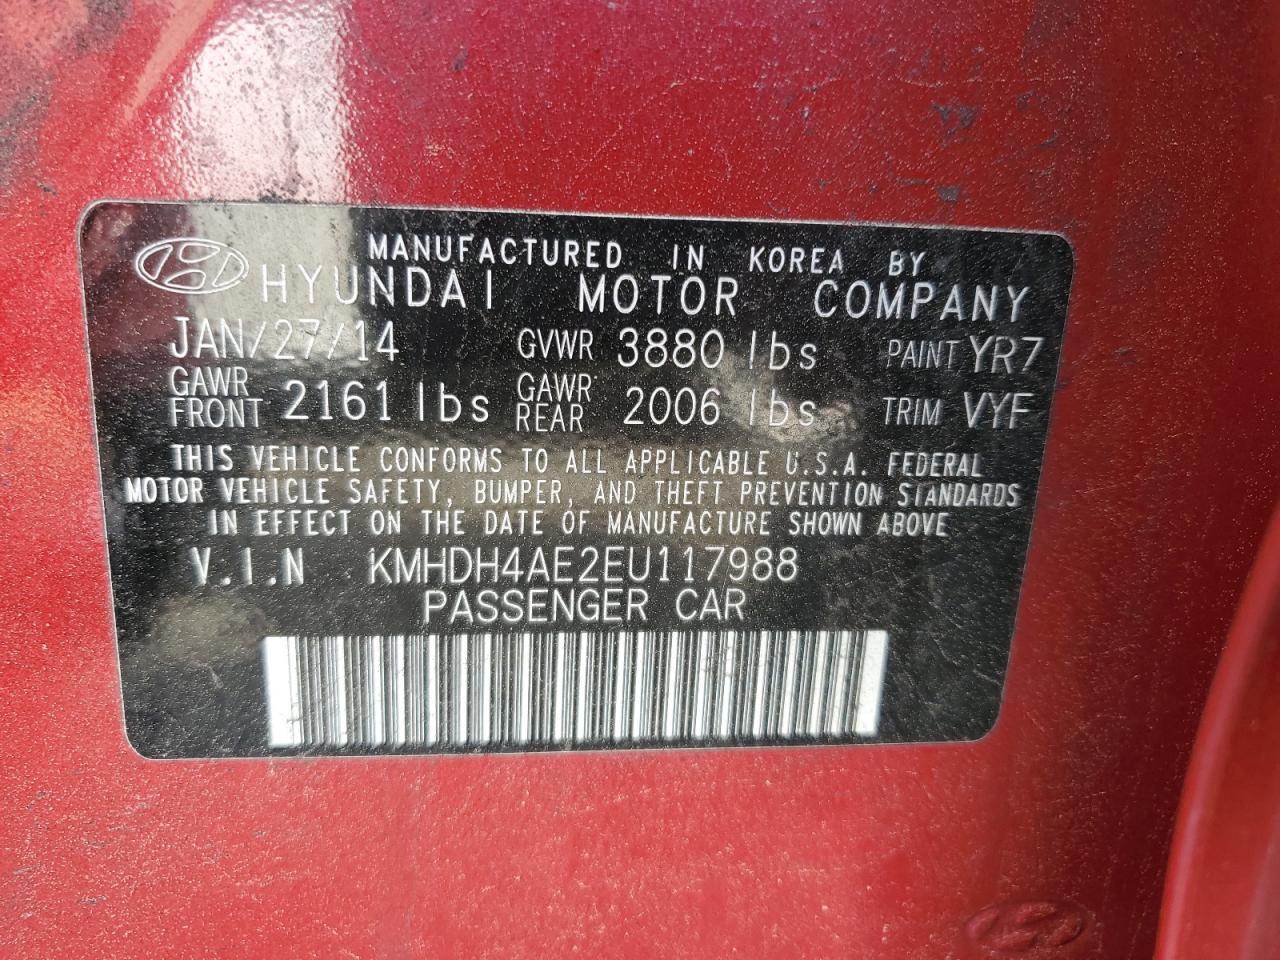 MANUFACTURED IN KOREA BY
HYUNDAI MOTOR COMPANY
JAN/27/14 GVWR 3880 lbs PAINT YR7
GAWR FRONT 2161 lbs GAWR REAR 2006 lbs TRIM VYF
THIS VEHICLE CONFORMS TO ALL APPLICABLE U.S.A. FEDERAL
MOTOR VEHICLE SAFETY, BUMPER, AND THEFT PREVENTION STANDARDS
IN EFFECT ON THE DATE OF MANUFACTURE SHOWN ABOVE
V.I.N KMHDH4AE2EU117988
PASSENGER CAR